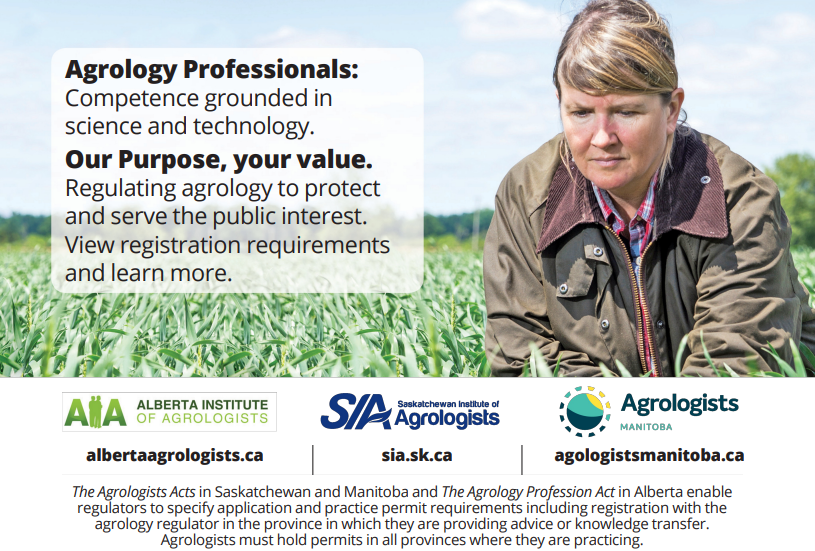 Agrology Professionals:
Competence grounded in
science and technology.
Our Purpose, your value.
Regulating agrology to protect
and serve the public interest.
View registration requirements
and learn more.
AIA ALBERTA INSTITUTE
OF AGROLOGISTS
SIA Saskatchewan Institute of
Agrologists
Agrologists
MANITOBA
albertaagrologists.ca
sia.sk.ca
agologistsmanitoba.ca
The Agrologists Acts in Saskatchewan and Manitoba and The Agrology Profession Act in Alberta enable
regulators to specify application and practice permit requirements including registration with the
agrology regulator in the province in which they are providing advice or knowledge transfer.
Agrologists must hold permits in all provinces where they are practicing.